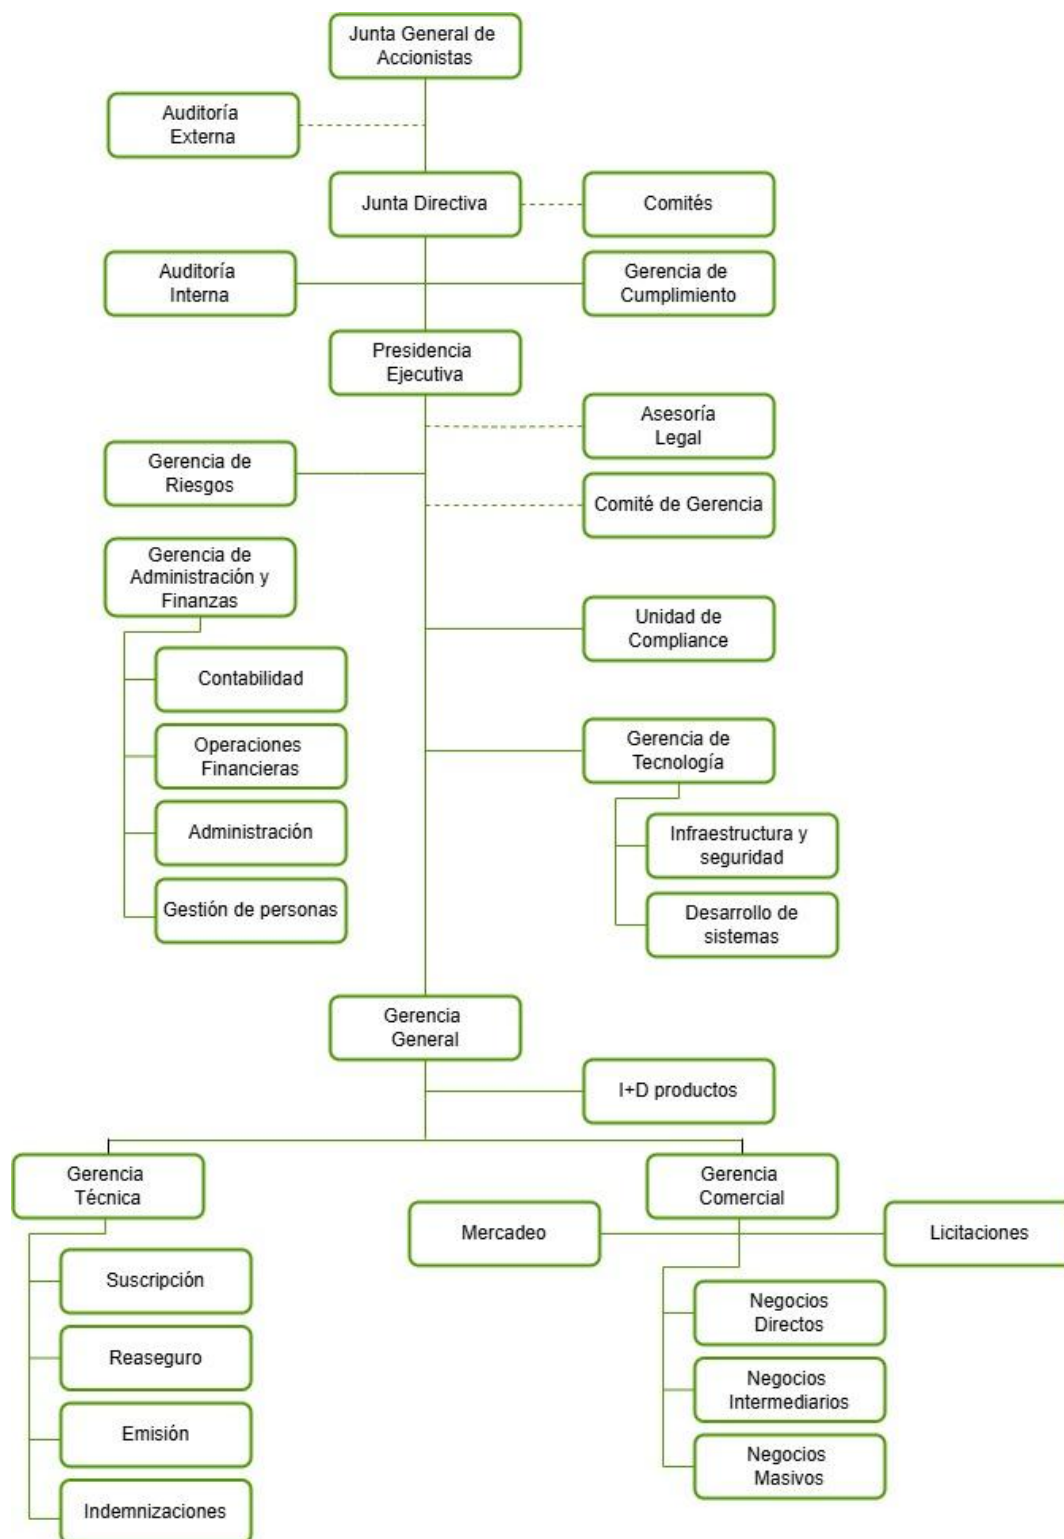 Junta General de
Accionistas
Auditoría
Externa
Junta Directiva
Comités
Auditoría
Interna
Gerencia de
Cumplimiento
Presidencia
Ejecutiva
Asesoría
Legal
Gerencia de
Riesgos
Comité de Gerencia
Gerencia de
Administración y
Finanzas
Unidad de
Compliance
Contabilidad
Operaciones
Financieras
Gerencia de
Tecnología
Administración
Infraestructura y
seguridad
Gestión de personas
Desarrollo de
sistemas
Gerencia
General
I+D productos
Gerencia
Técnica
Gerencia
Comercial
Mercadeo
Licitaciones
Suscripción
Negocios
Directos
Reaseguro
Negocios
Intermediarios
Emisión
Negocios
Masivos
Indemnizaciones